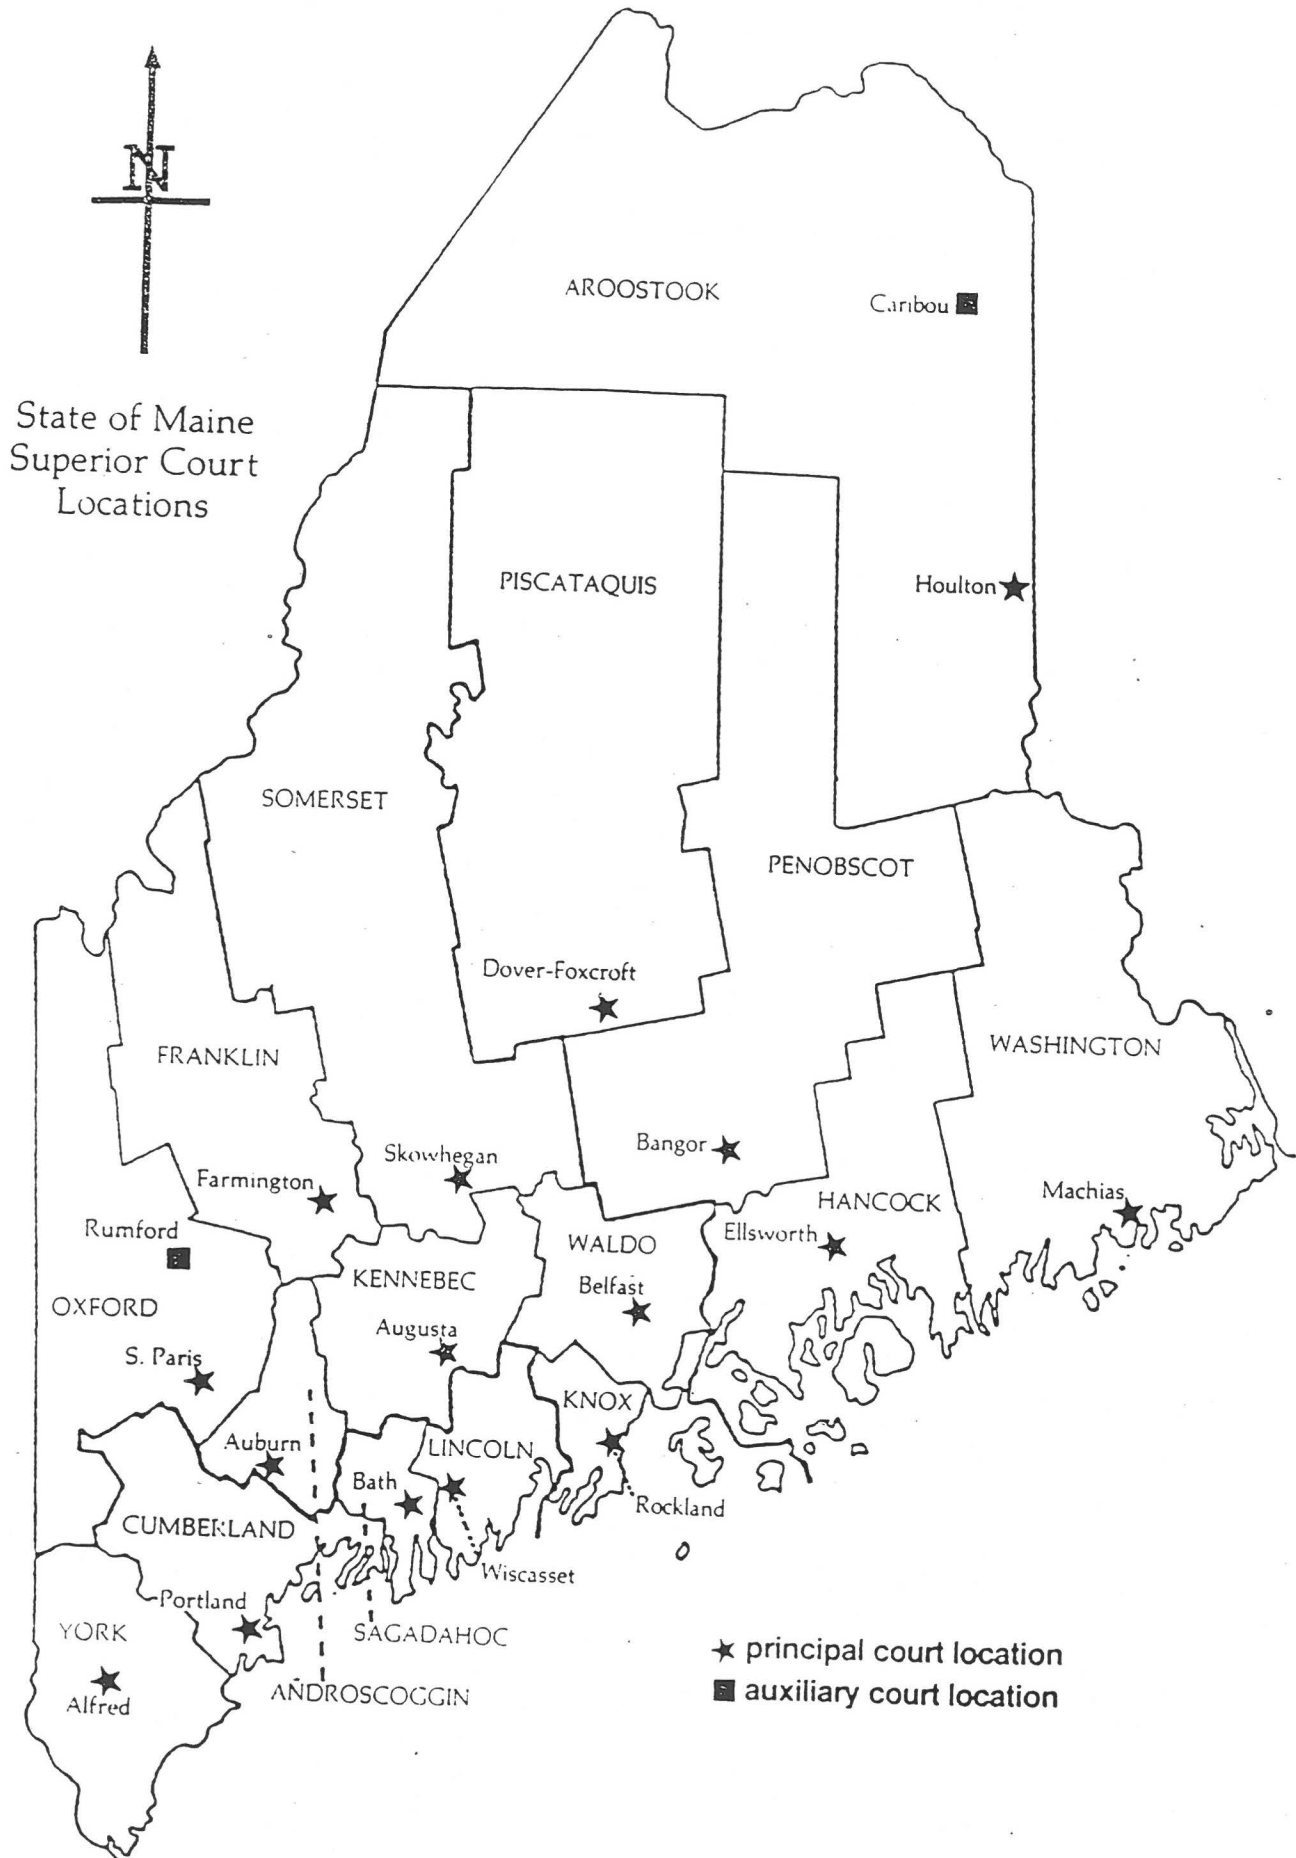 N
State of Maine
Superior Court
Locations
AROOSTOOK
Caribou
PISCATAQUIS
Houlton
SOMERSET
PENOBSCOT
Dover-Foxcroft
FRANKLIN
WASHINGTON
Bangor
Skowhegan
Farmington
Machias
HANCOCK
Rumford
Ellsworth
WALDO
KENNEBEC
Belfast
OXFORD
Augusta
S. Paris
KNOX
Auburn
LINCOLN
Bath
Rockland
CUMBERLAND
Wiscasset
Portland
YORK
SAGADAHOC
principal court location
ANDROSCOGGIN
auxiliary court location
Alfred